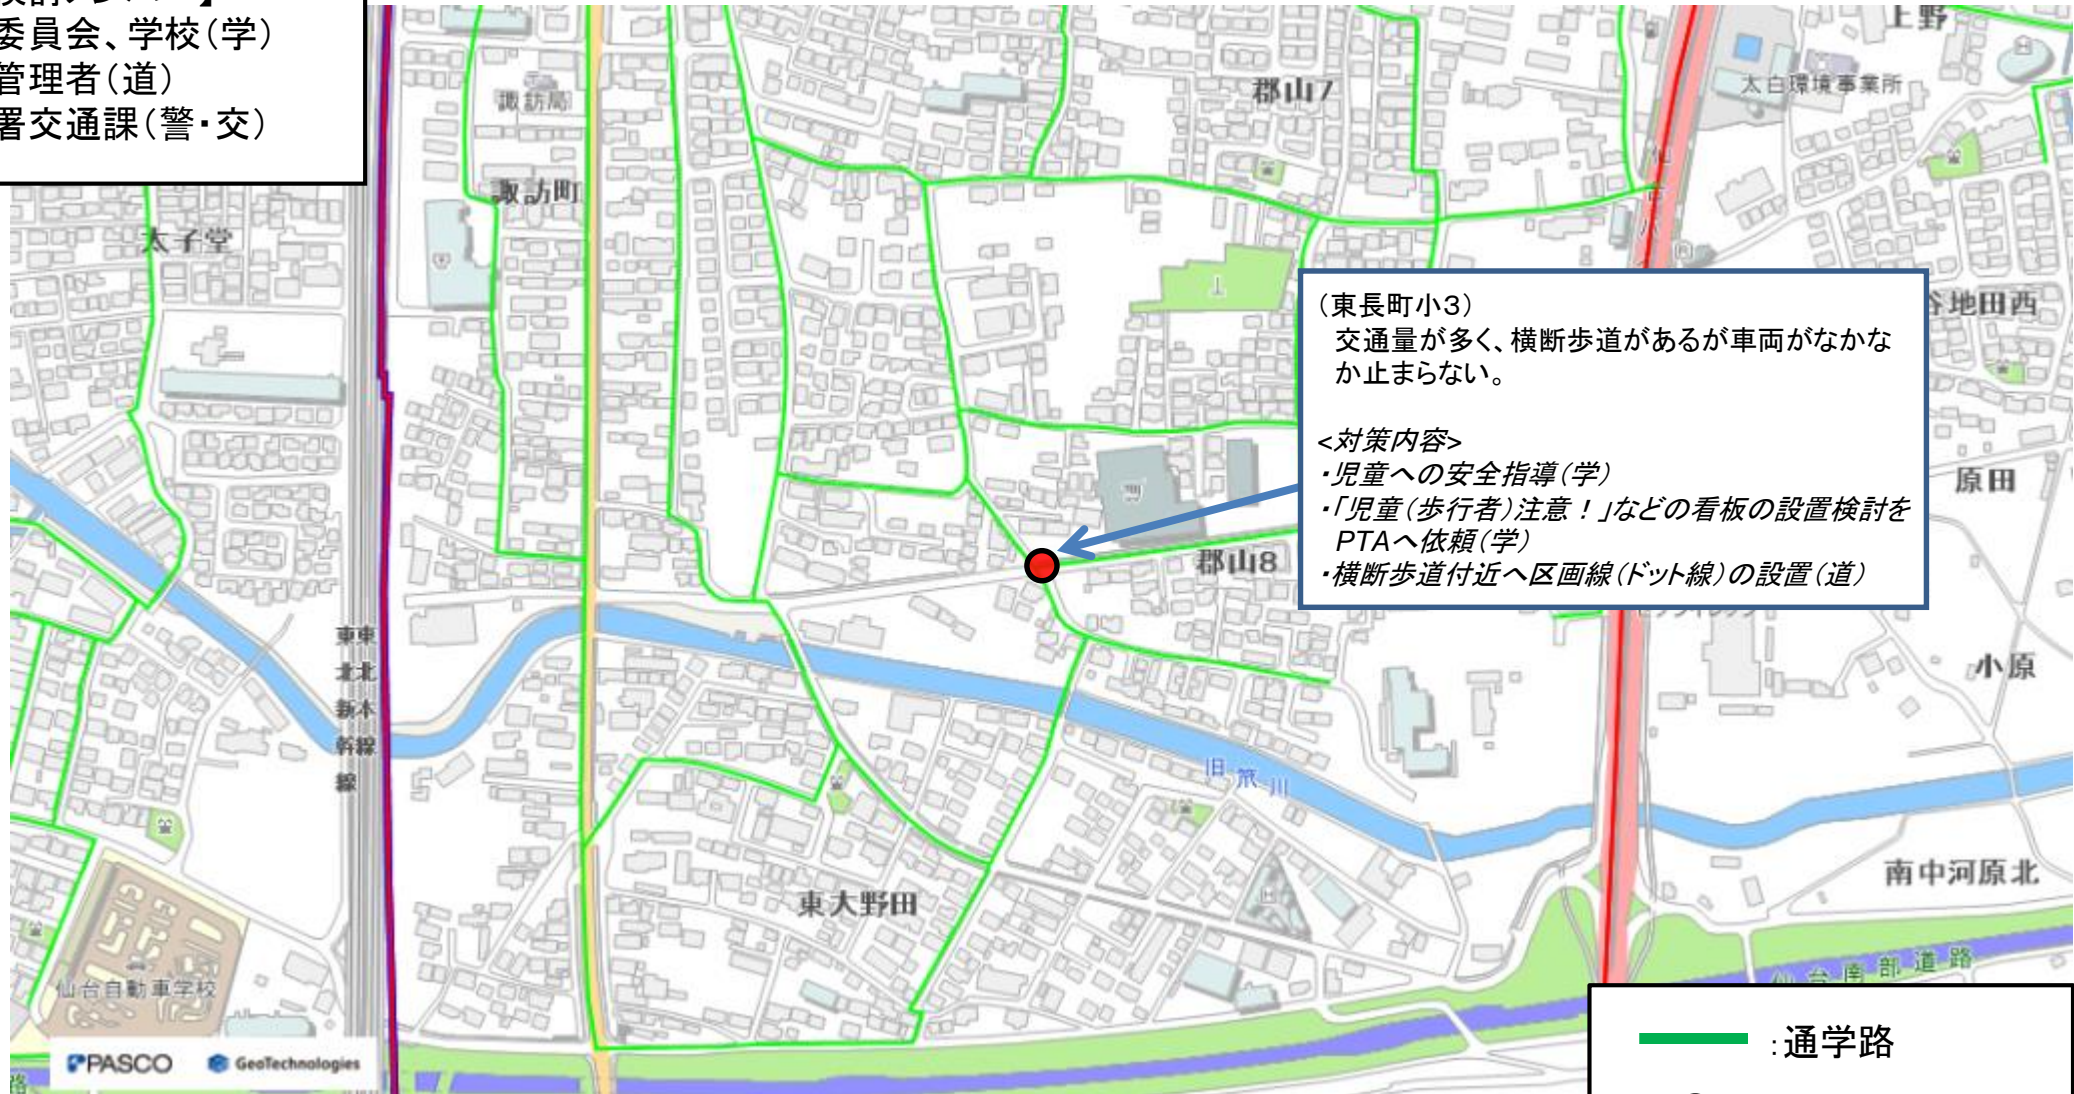 委員会、学校(学)
管理者(道)
署交通課(警・交)
上野
郡山7
太白環境事業所
諏訪局
諏訪町
太子堂
谷地田西
(東長町小3)
交通量が多く、横断歩道があるが車両がなかな
か止まらない。
<対策内容>
・児童への安全指導(学)
・「児童(歩行者)注意!」などの看板の設置検討を
PTAへ依頼(学)
・横断歩道付近へ区画線(ドット線)の設置(道)
原田
郡山8
小原
東北新幹線
東北本線
旧笊川
南中河原北
東大野田
仙台南部道路
仙台自動車学校
PASCO
GeoTechnologies
:通学路